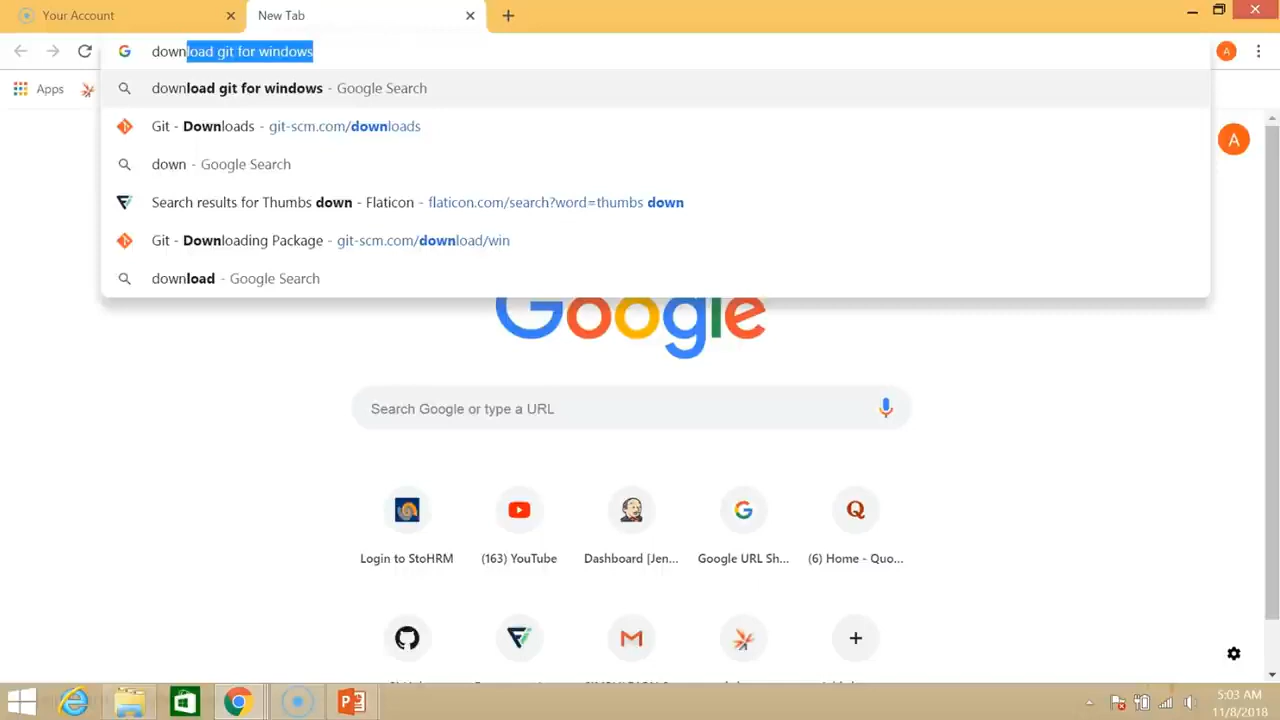 Your Account
New Tab
download git for windows
Apps
A
download git for windows - Google Search
Git - Downloads - git-scm.com/downloads
down - Google Search
Search results for Thumbs down - Flaticon - flaticon.com/search?word=thumbs down
Git - Downloading Package - git-scm.com/download/win
download - Google Search
A
Google
Search Google or type a URL
Login to StoHRM
(163) YouTube
Dashboard [Jen...
Google URL Sh...
(6) Home - Quo...
5:03 AM
11/8/2018